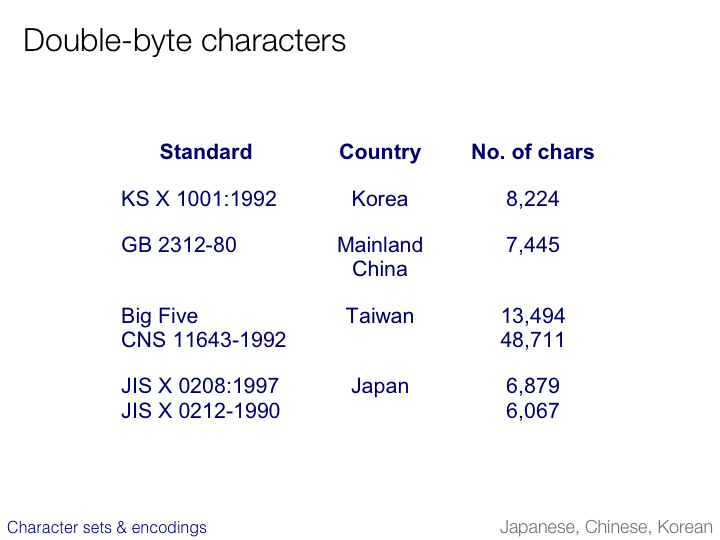 Double-byte characters
Standard Country No. of chars
KS X 1001:1992 Korea 8,224
GB 2312-80 Mainland 7,445
China
Big Five Taiwan 13,494
CNS 11643-1992 48,711
JIS X 0208:1997 Japan 6,879
JIS X 0212-1990 6,067
Character sets & encodings Japanese, Chinese, Korean